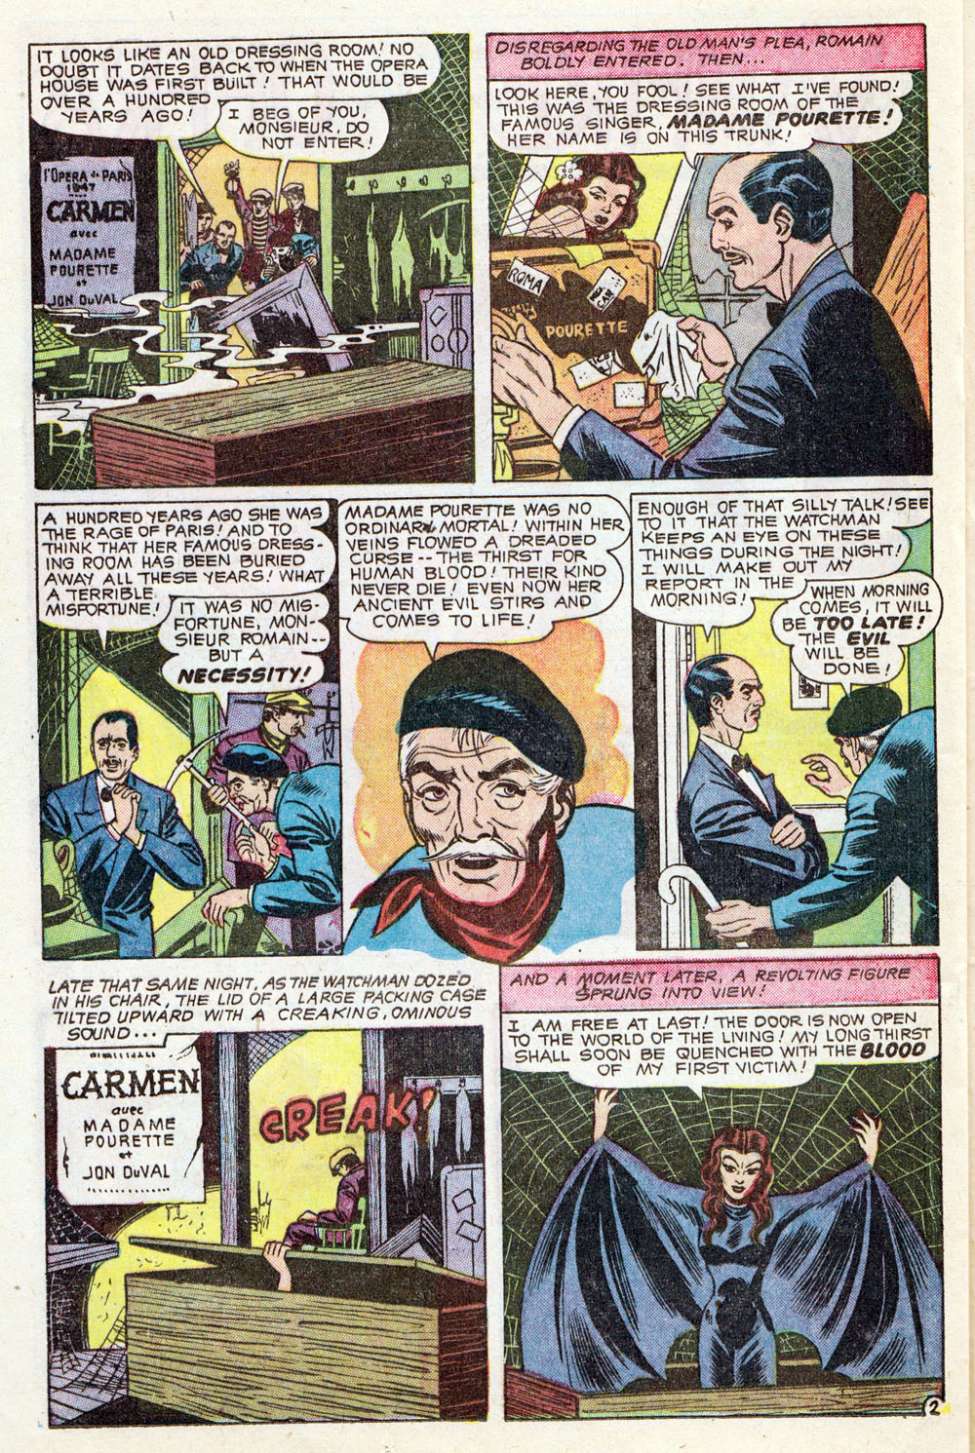 IT LOOKS LIKE AN OLD DRESSING ROOM! NO
DOUBT IT DATES BACK TO WHEN THE OPERA
HOUSE WAS FIRST BUILT! THAT WOULD BE
OVER A HUNDRED
YEARS AGO!
I BEG OF YOU,
MONSIEUR, DO
NOT ENTER!
l'OPERA de PARIS
1847
CARMEN
avec
MADAME
POURETTE
et
JON DuVAL
DISREGARDING THE OLD MAN'S PLEA, ROMAIN
BOLDLY ENTERED. THEN...
LOOK HERE, YOU FOOL! SEE WHAT I'VE FOUND!
THIS WAS THE DRESSING ROOM OF THE
FAMOUS SINGER, MADAME POURETTE!
HER NAME IS ON THIS TRUNK!
ROMA
POURETTE
A HUNDRED YEARS AGO SHE WAS
THE RAGE OF PARIS! AND TO
THINK THAT HER FAMOUS DRESS-
ING ROOM HAS BEEN BURIED
AWAY ALL THESE YEARS! WHAT
A TERRIBLE
MISFORTUNE!
IT WAS NO MIS-
FORTUNE, MON-
SIEUR ROMAIN--
BUT A
NECESSITY!
MADAME POURETTE WAS NO
ORDINARY MORTAL! WITHIN HER
VEINS FLOWED A DREADED
CURSE -- THE THIRST FOR
HUMAN BLOOD! THEIR KIND
NEVER DIE! EVEN NOW HER
ANCIENT EVIL STIRS AND
COMES TO LIFE!
ENOUGH OF THAT SILLY TALK! SEE
TO IT THAT THE WATCHMAN
KEEPS AN EYE ON THESE
THINGS DURING THE NIGHT!
I WILL MAKE OUT MY
REPORT IN THE
MORNING!
WHEN MORNING
COMES, IT WILL
BE TOO LATE!
THE EVIL
WILL BE
DONE!
LATE THAT SAME NIGHT, AS THE WATCHMAN DOZED
IN HIS CHAIR, THE LID OF A LARGE PACKING CASE
TILTED UPWARD WITH A CREAKING, OMINOUS
SOUND...
CARMEN
avec
MADAME
POURETTE
et
JON DuVAL
CREAK!
AND A MOMENT LATER, A REVOLTING FIGURE
SPRUNG INTO VIEW!
I AM FREE AT LAST! THE DOOR IS NOW OPEN
TO THE WORLD OF THE LIVING! MY LONG THIRST
SHALL SOON BE QUENCHED WITH THE BLOOD
OF MY FIRST VICTIM!
2